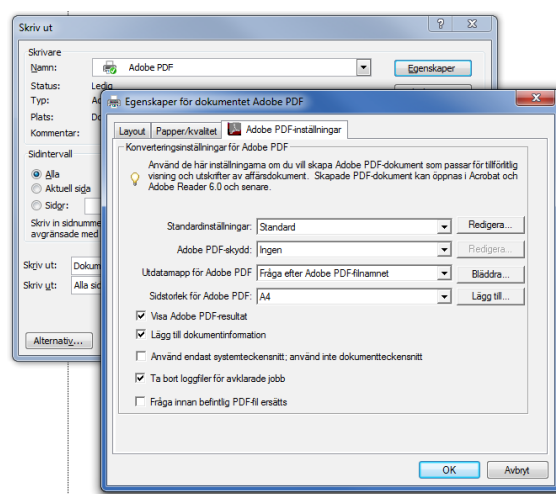 Skriv ut
Skrivare
Namn:
Adobe PDF
Egenskaper
Status:
Ledig
Typ:
Plats:
Kommentar:
Sidintervall
Alla
Aktuell sida
Sidor:
Skriv in
avgränsade med
Skriv ut:
Skriv ut:
Alla
Alternativ...
Egenskaper för dokumentet Adobe PDF
Layout
Papper/kvalitet
Adobe PDF-inställningar
Konverteringsinställningar för Adobe PDF
Använd de här inställningarna om du vill skapa Adobe PDF-dokument som passar för tillförlitlig
visning och utskrifter av affärsdokument. Skapade PDF-dokument kan öppnas i Acrobat och
Adobe Reader 6.0 och senare.
Standardinställningar:
Standard
Redigera...
Adobe PDF-skydd:
Ingen
Redigera...
Utdatamapp för Adobe PDF
Fråga efter Adobe PDF-filnamnet
Bläddra...
Sidstorlek för Adobe PDF:
A4
Lägg till...
Visa Adobe PDF-resultat
Lägg till dokumentinformation
Använd endast systemteckensnitt; använd inte dokumentteckensnitt
Ta bort loggfiler för avklarade jobb
Fråga innan befintlig PDF-fil ersätts
OK
Avbryt